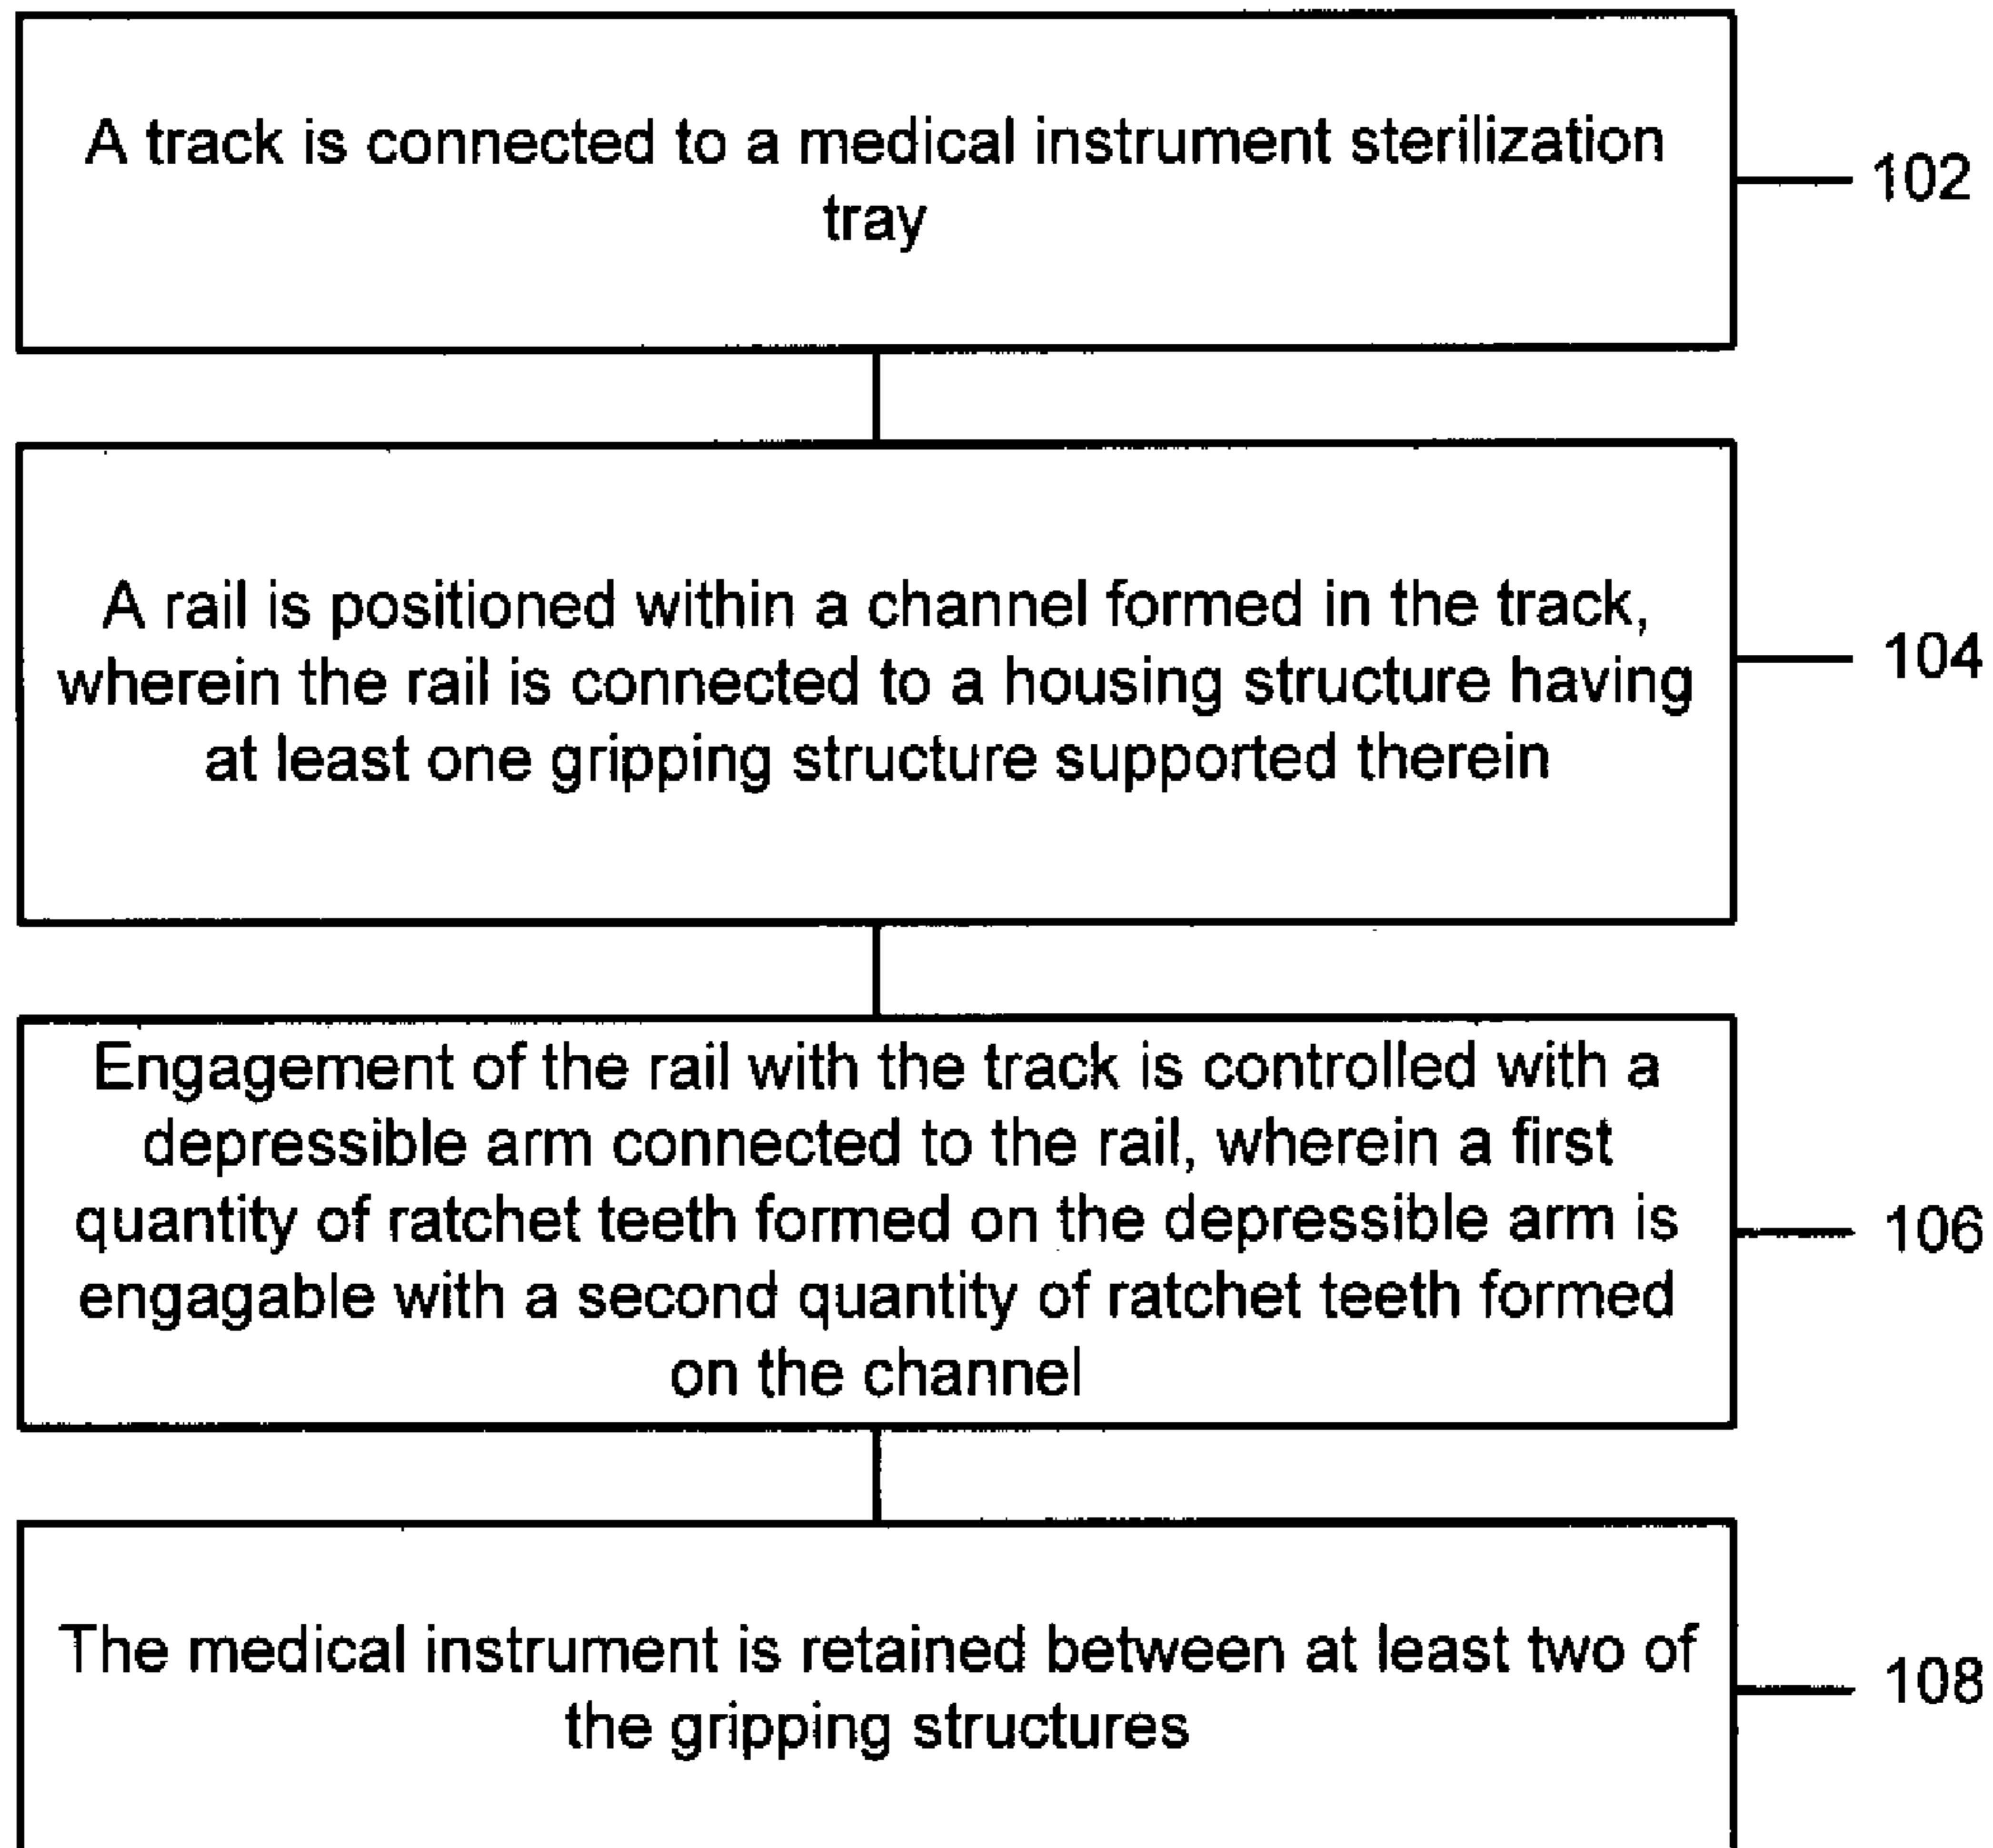 A track is connected to a medical instrument sterilization
tray
102
A rail is positioned within a channel formed in the track,
wherein the rail is connected to a housing structure having
at least one gripping structure supported therein
104
Engagement of the rail with the track is controlled with a
depressible arm connected to the rail, wherein a first
quantity of ratchet teeth formed on the depressible arm is
engagable with a second quantity of ratchet teeth formed
on the channel
106
The medical instrument is retained between at least two of
the gripping structures
108